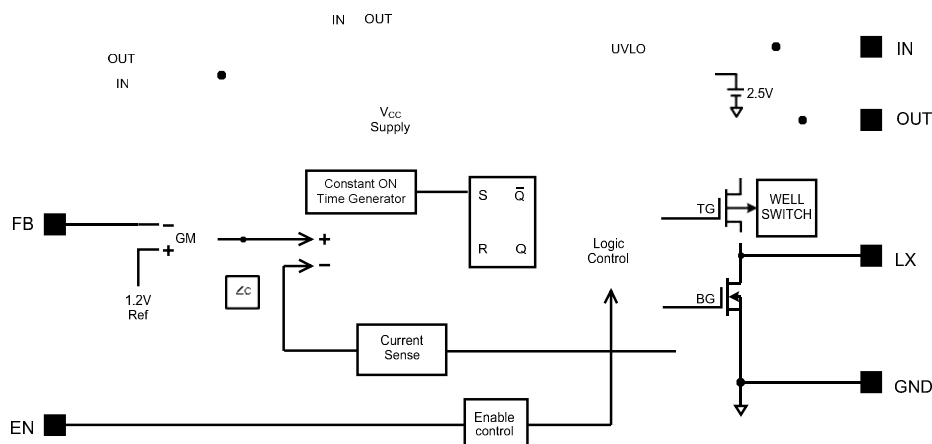 IN OUT
OUT
IN
UVLO
IN
2.5V
OUT
VCC
Supply
Constant ON
Time Generator
S Q̅
R Q
TG
WELL
SWITCH
FB
–
GM
+
+
–
1.2V
Ref
ZC
Logic
Control
LX
BG
Current
Sense
GND
EN
Enable
control